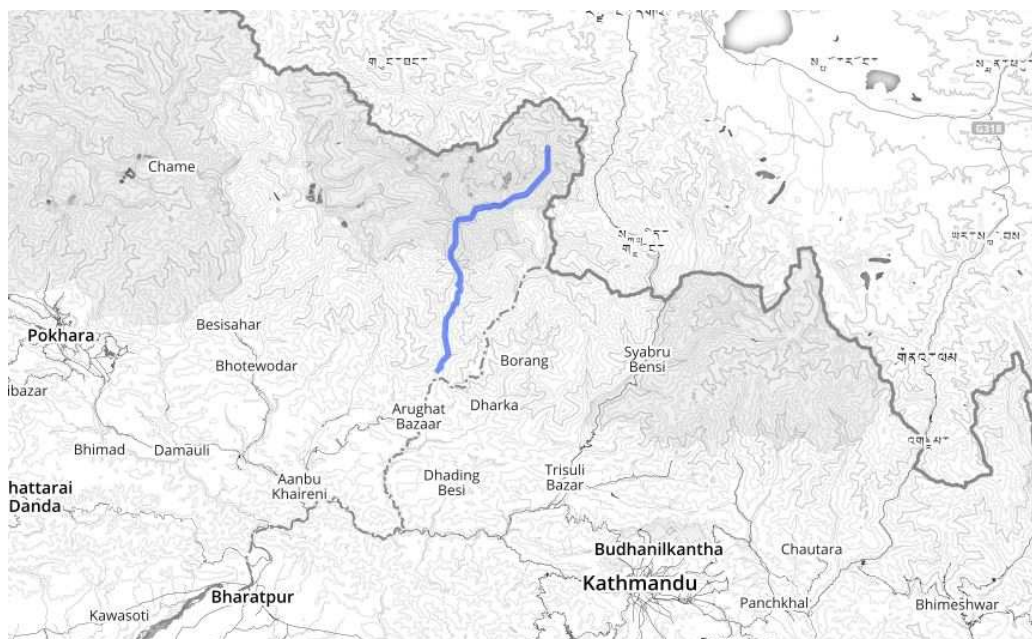 G318
Chame
Pokhara
Besisahar
Bhotewodar
Borang
Syabru
Bensi
ibazar
Arughat
Bazaar
Dharka
Bhimad
Damauli
Aanbu
Khaireni
Dhading
Besi
Trisuli
Bazar
hattarai
Danda
Budhanilkantha
Chautara
Kathmandu
Bharatpur
Kawasoti
Panchkhal
Bhimeshwar